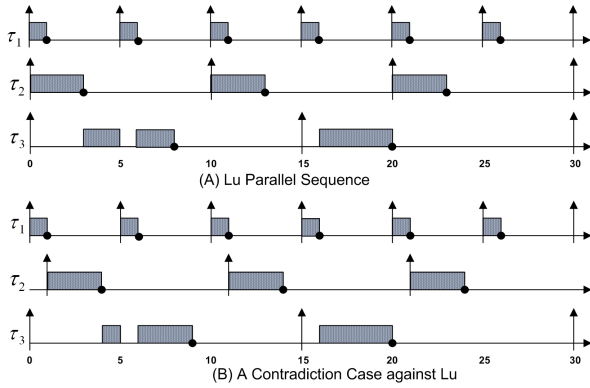 τ1
τ2
τ3
0 5 10 15 20 25 30
(A) Lu Parallel Sequence
τ1
τ2
τ3
0 5 10 15 20 25 30
(B) A Contradiction Case against Lu